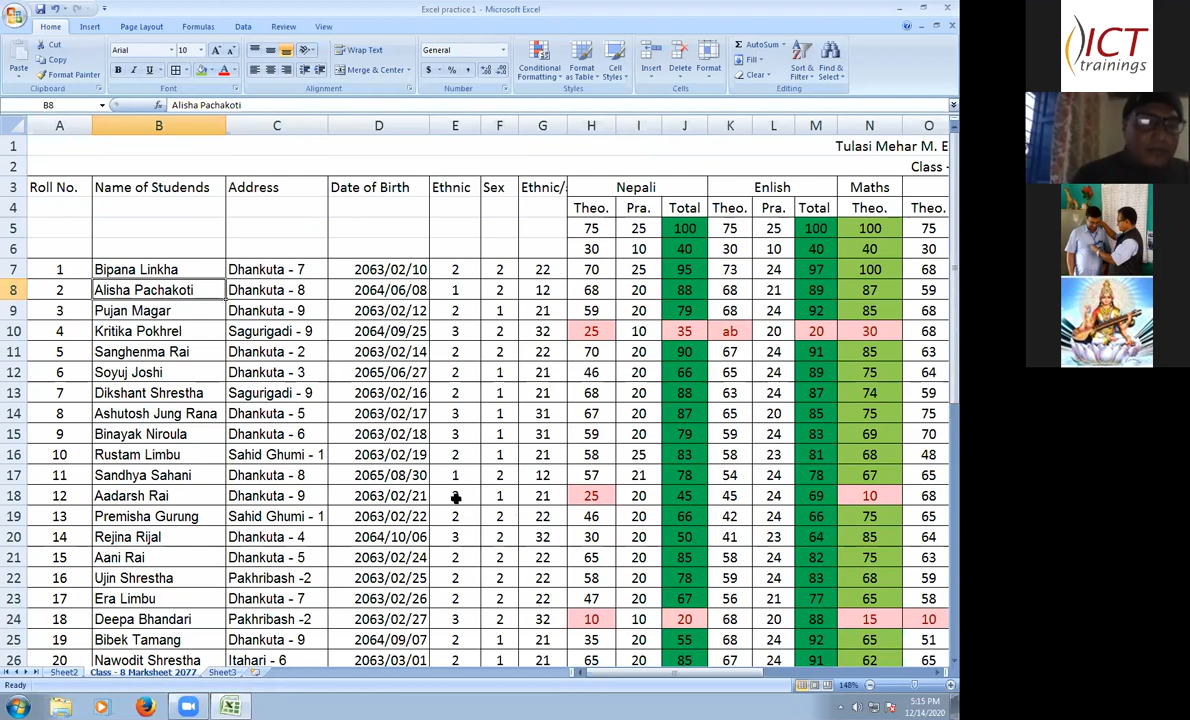 Excel practice 1 - Microsoft Excel
Home Insert Page Layout Formulas Data Review View
Paste Cut Copy Format Painter Clipboard
Arial 10 B I U Font
Wrap Text Merge & Center Alignment
General $ % , Number
Conditional Formatting Format as Table Cell Styles Styles
Insert Delete Format Cells
AutoSum Fill Clear Sort & Filter Find & Select Editing
B8 fx Alisha Pachakoti
A B C D E F G H I J K L M N O
1 Tulasi Mehar M. E
2 Class -
3 Roll No. Name of Studends Address Date of Birth Ethnic Sex Ethnic/s Nepali Enlish Maths
4 Theo. Pra. Total Theo. Pra. Total Theo. Theo.
5 75 25 100 75 25 100 100 75
6 30 10 40 30 10 40 40 30
7 1 Bipana Linkha Dhankuta - 7 2063/02/10 2 2 22 70 25 95 73 24 97 100 68
8 2 Alisha Pachakoti Dhankuta - 8 2064/06/08 1 2 12 68 20 88 69 24 89 87 59
9 3 Pujan Magar Dhankuta - 9 2063/02/12 2 1 21 59 20 79 68 24 92 85 68
10 4 Kritika Pokhrel Sagurigadi - 9 2064/09/25 3 2 32 25 10 35 ab 20 20 30 68
11 5 Sanghenma Rai Dhankuta - 2 2063/02/14 2 2 22 70 20 90 67 24 91 85 63
12 6 Soyuj Joshi Dhankuta - 3 2065/06/27 2 1 21 46 20 66 65 24 89 75 64
13 7 Dikshant Shrestha Sagurigadi - 9 2063/02/16 2 1 21 68 20 88 63 24 87 74 59
14 8 Ashutosh Jung Rana Dhankuta - 5 2063/02/17 3 1 31 67 20 87 65 20 85 75 75
15 9 Binayak Niroula Dhankuta - 6 2063/02/18 3 1 31 59 20 79 59 24 83 69 70
16 10 Rustam Limbu Sahid Ghumi - 1 2063/02/19 2 1 21 58 25 83 58 23 81 68 48
17 11 Sandhya Sahani Dhankuta - 8 2065/08/30 1 2 12 57 21 78 54 24 78 67 65
18 12 Aadarsh Rai Dhankuta - 9 2063/02/21 1 21 25 20 45 45 24 69 10 68
19 13 Premisha Gurung Sahid Ghumi - 1 2063/02/22 2 2 22 46 20 66 42 24 66 75 65
20 14 Rejina Rijal Dhankuta - 4 2064/10/06 3 2 32 30 20 50 41 23 64 85 64
21 15 Aani Rai Dhankuta - 5 2063/02/24 2 2 22 65 20 85 58 24 82 75 63
22 16 Ujin Shrestha Pakhribash -2 2063/02/25 2 2 22 58 20 78 59 24 83 68 59
23 17 Era Limbu Dhankuta - 7 2063/02/26 2 2 22 47 20 67 56 21 77 65 58
24 18 Deepa Bhandari Pakhribash -2 2063/02/27 3 2 32 10 10 20 68 20 88 15 10
25 19 Bibek Tamang Dhankuta - 9 2064/09/07 2 1 21 35 20 55 68 24 92 65 51
26 20 Nawodit Shrestha Itahari - 6 2063/03/01 2 1 21 65 20 85 67 24 91 62 65
Sheet2 Class - 8 Marksheet 2077 Sheet3
Ready 148%
5:15 PM
12/14/2020
ICT
trainings